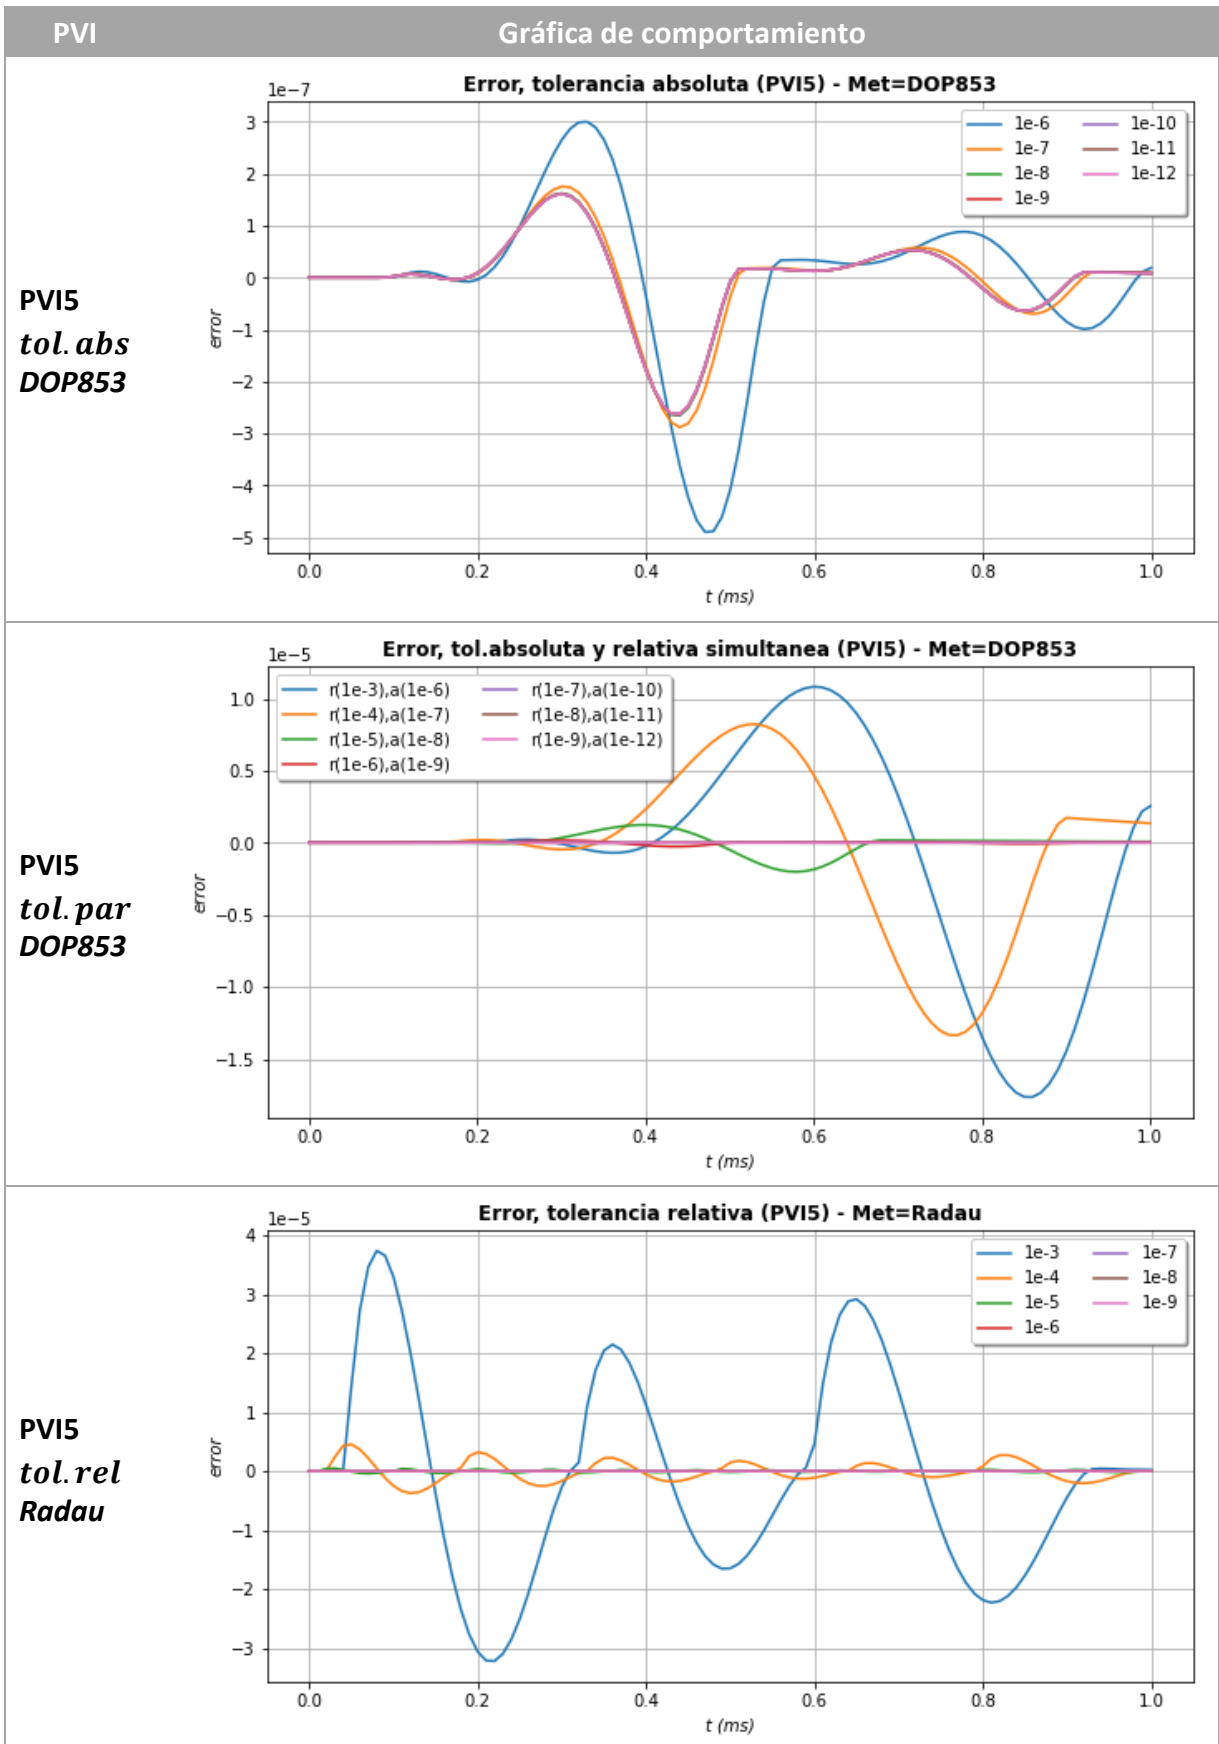 PVI Gráfica de comportamiento
PVI5
tol. abs
DOP853
Error, tolerancia absoluta (PVI5) - Met=DOP853
1e-7
3
2
1
0
−1
−2
−3
−4
−5
error
1e-6 1e-10
1e-7 1e-11
1e-8 1e-12
1e-9
0.0 0.2 0.4 0.6 0.8 1.0
t (ms)
PVI5
tol. par
DOP853
Error, tol.absoluta y relativa simultanea (PVI5) - Met=DOP853
1e-5
1.0
0.5
0.0
−0.5
−1.0
−1.5
error
r(1e-3),a(1e-6) r(1e-7),a(1e-10)
r(1e-4),a(1e-7) r(1e-8),a(1e-11)
r(1e-5),a(1e-8) r(1e-9),a(1e-12)
r(1e-6),a(1e-9)
0.0 0.2 0.4 0.6 0.8 1.0
t (ms)
PVI5
tol. rel
Radau
Error, tolerancia relativa (PVI5) - Met=Radau
1e-5
4
3
2
1
0
−1
−2
−3
error
1e-3 1e-7
1e-4 1e-8
1e-5 1e-9
1e-6
0.0 0.2 0.4 0.6 0.8 1.0
t (ms)